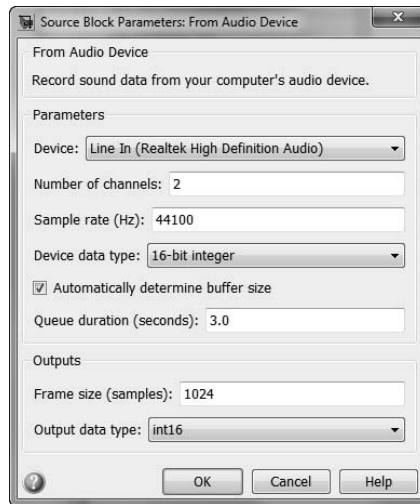 Source Block Parameters: From Audio Device
From Audio Device
Record sound data from your computer's audio device.
Parameters
Device: Line In (Realtek High Definition Audio)
Number of channels: 2
Sample rate (Hz): 44100
Device data type: 16-bit integer
Automatically determine buffer size
Queue duration (seconds): 3.0
Outputs
Frame size (samples): 1024
Output data type: int16
OK Cancel Help